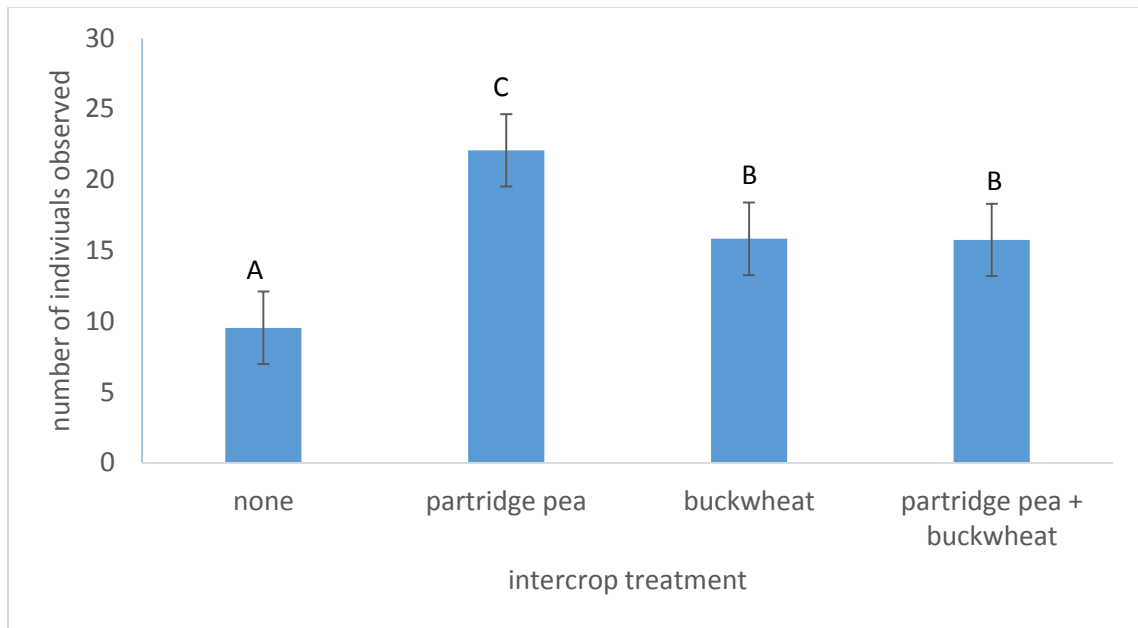 number of indiviuals observed
30
25
20
15
10
5
0
A
C
B
B
none
partridge pea
buckwheat
partridge pea +
buckwheat
intercrop treatment